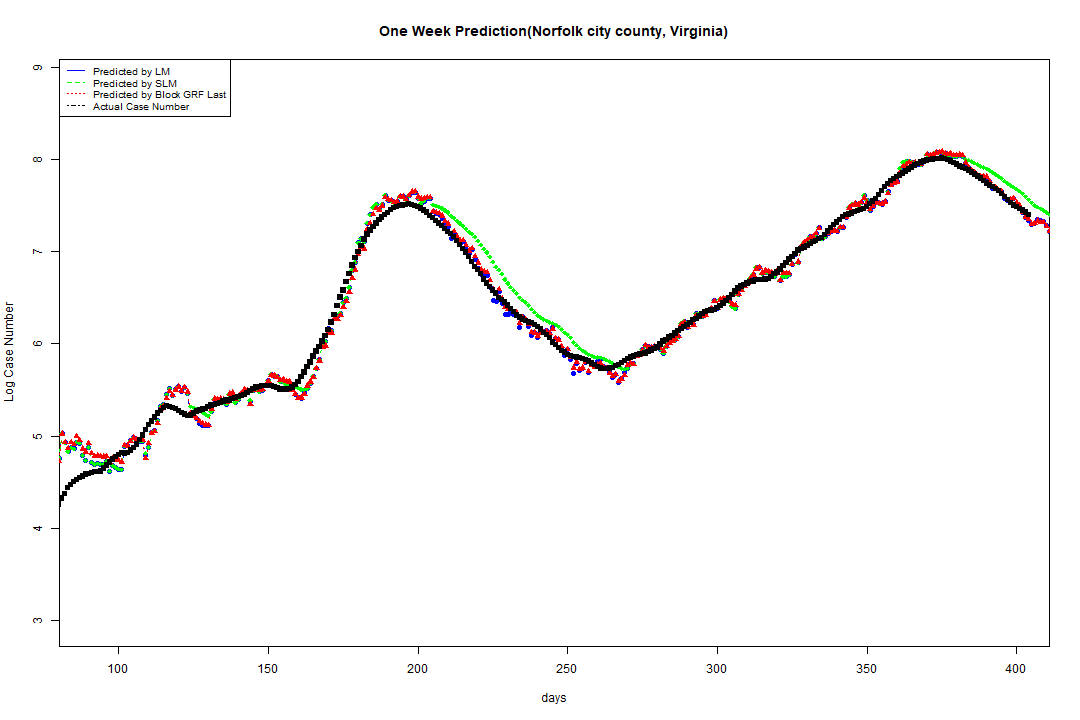 One Week Prediction(Norfolk city county, Virginia)
Predicted by LM
Predicted by SLM
Predicted by Block GRF Last
Actual Case Number
Log Case Number
9
8
7
6
5
4
3
100 150 200 250 300 350 400
days